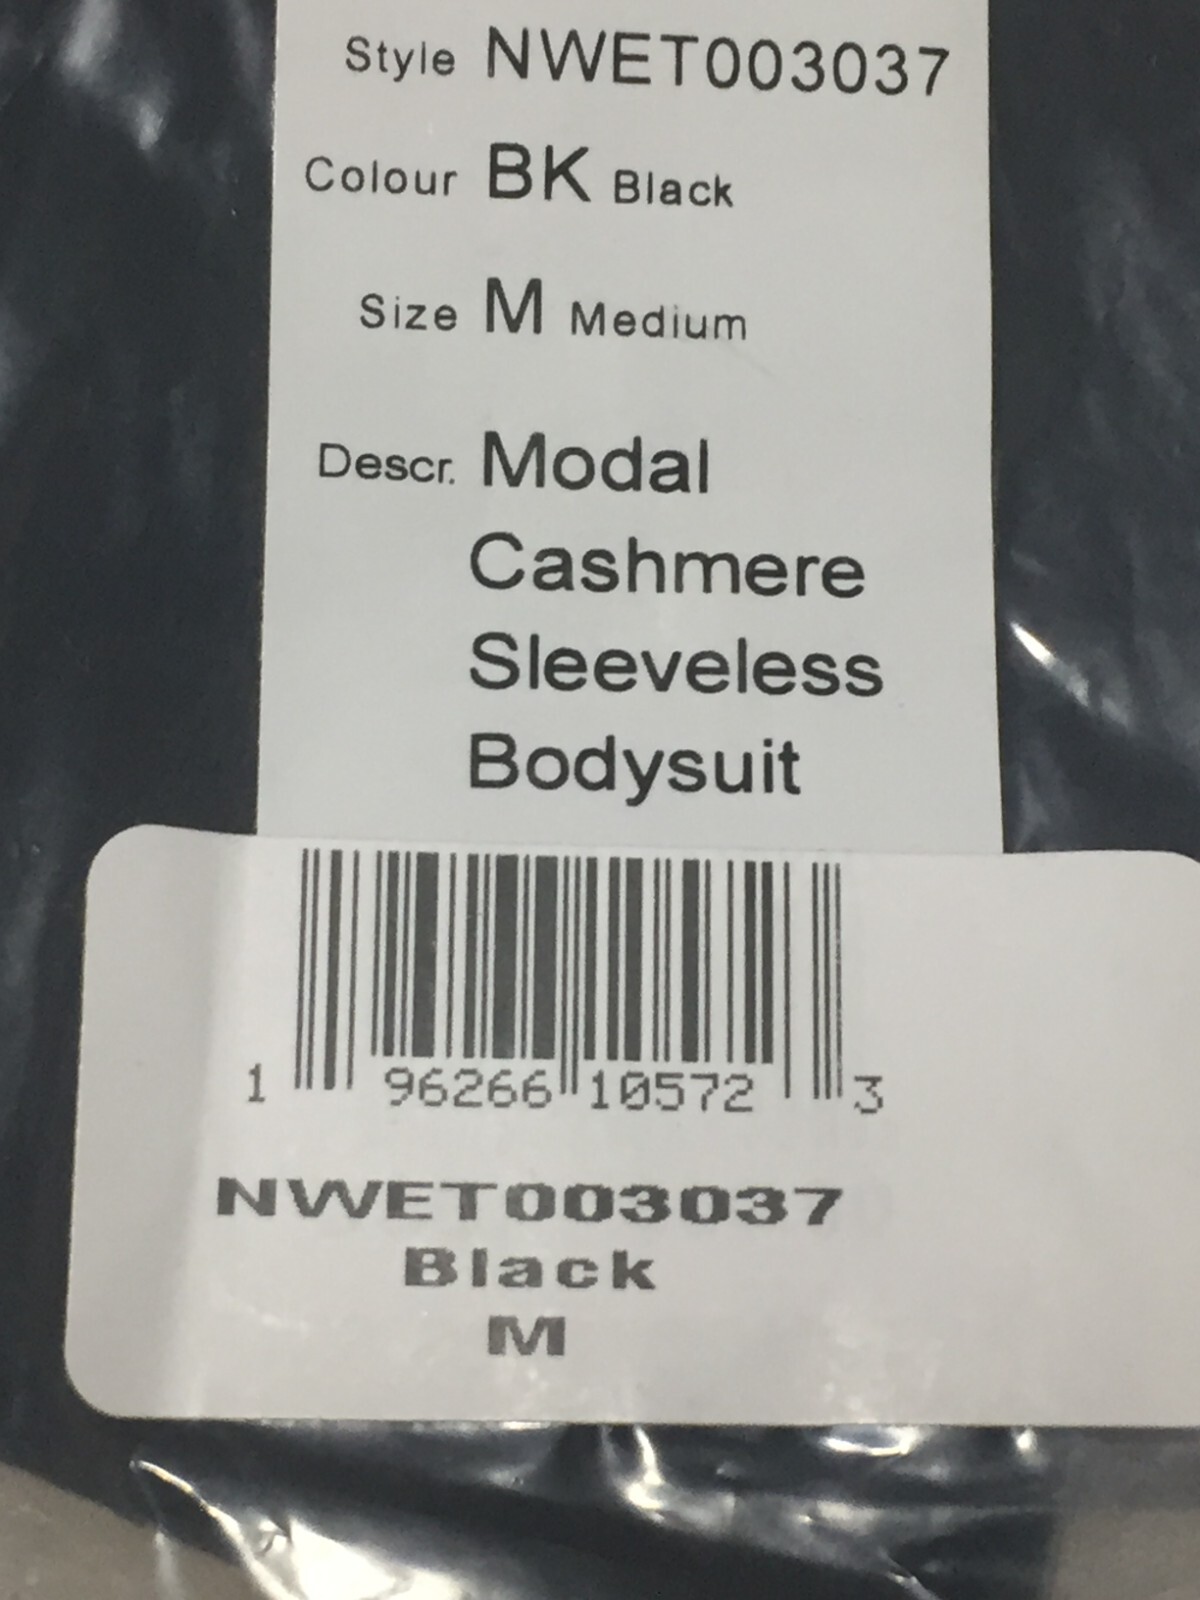 Style NWET003037
Colour BK Black
Size M Medium
Descr. Modal
Cashmere
Sleeveless
Bodysuit
1 96266 10572 3
NWET003037
Black
M